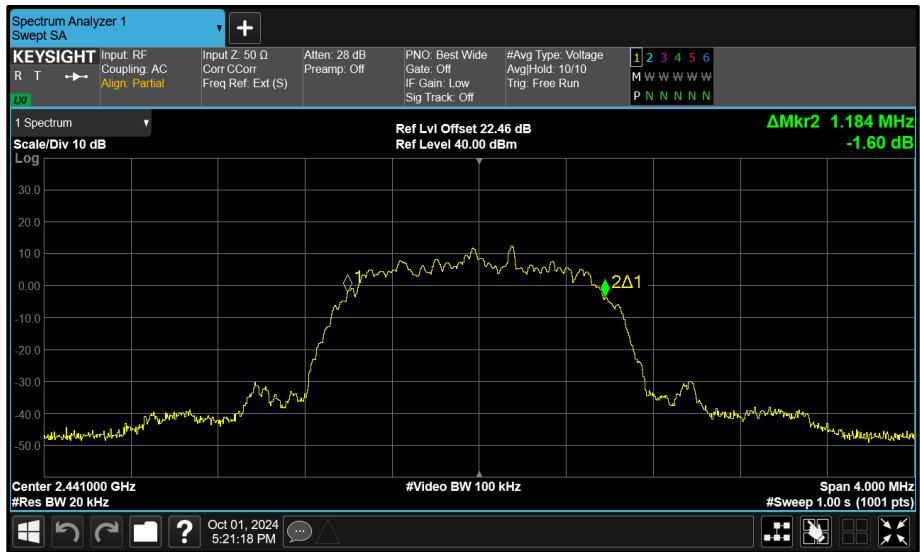 Spectrum Analyzer 1
Swept SA
+
KEYSIGHT
R T
LXI
Input: RF
Coupling: AC
Align: Partial
Input Z: 50 Ω
Corr CCorr
Freq Ref: Ext (S)
Atten: 28 dB
Preamp: Off
PNO: Best Wide
Gate: Off
IF Gain: Low
Sig Track: Off
#Avg Type: Voltage
Avg|Hold: 10/10
Trig: Free Run
1 2 3 4 5 6
M W W W W W
P N N N N N
1 Spectrum
Scale/Div 10 dB
Log
Ref Lvl Offset 22.46 dB
Ref Level 40.00 dBm
ΔMkr2 1.184 MHz
-1.60 dB
30.0
20.0
10.0
0.00
-10.0
-20.0
-30.0
-40.0
-50.0
1
2Δ1
Center 2.441000 GHz
#Res BW 20 kHz
#Video BW 100 kHz
Span 4.000 MHz
#Sweep 1.00 s (1001 pts)
?
Oct 01, 2024
5:21:18 PM